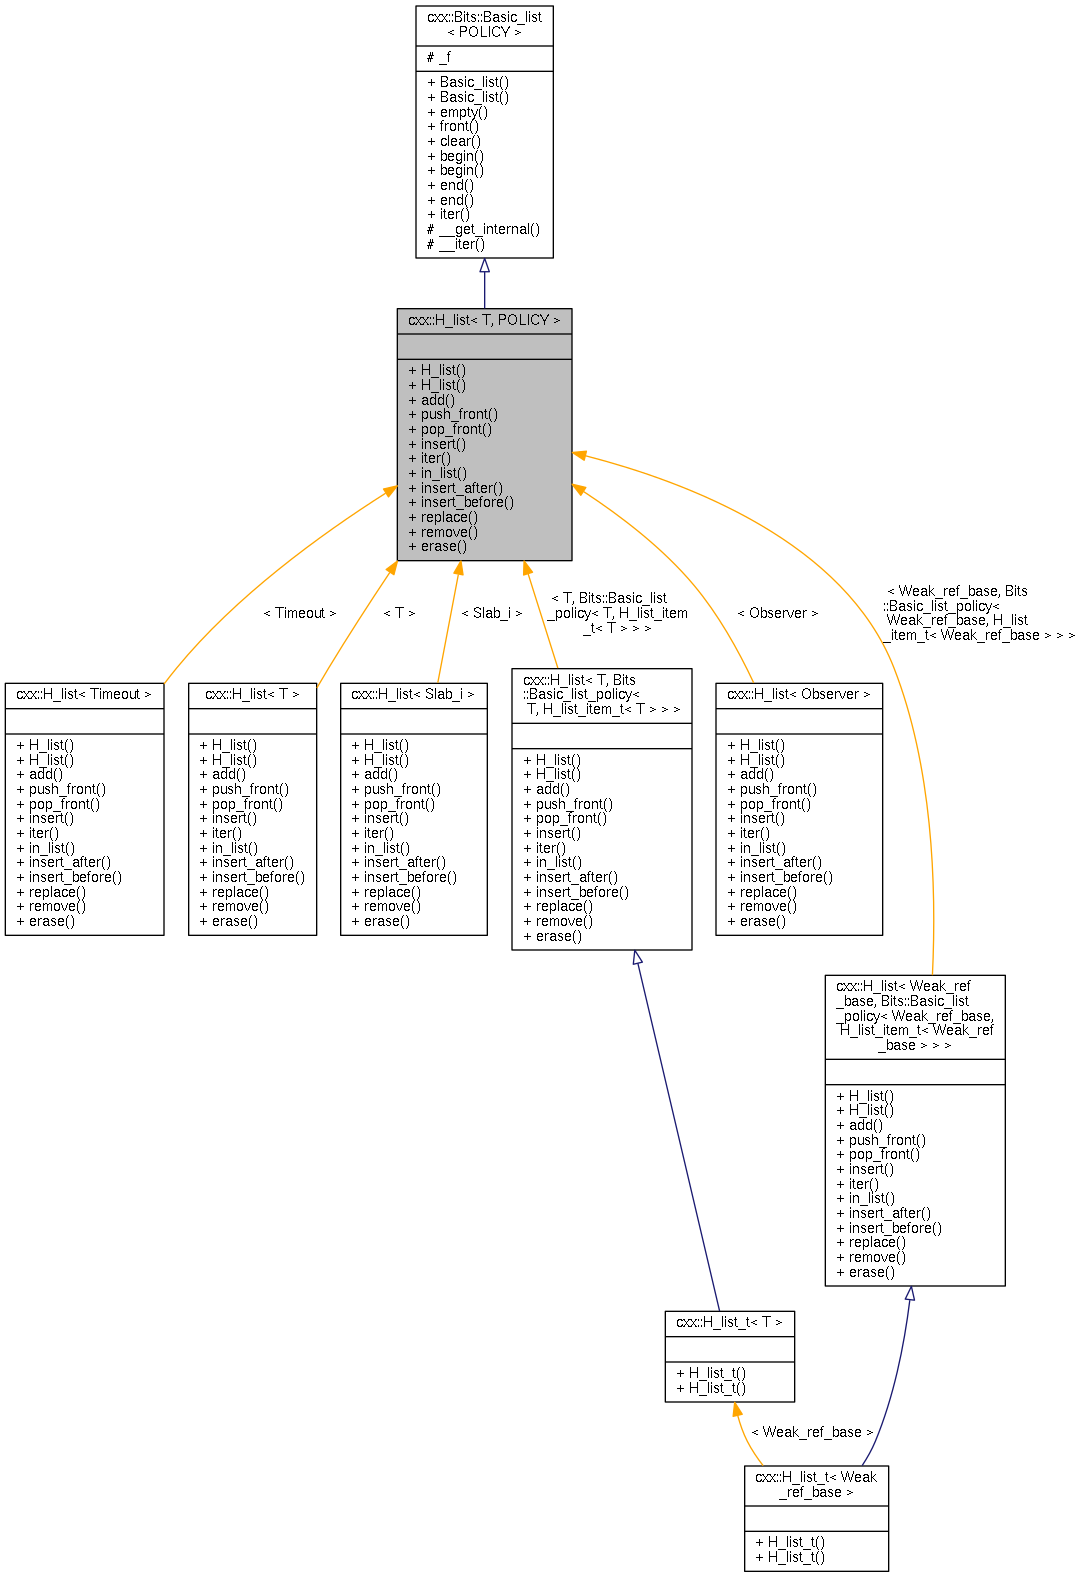 cxx::Bits::Basic_list
< POLICY >
# _f
+ Basic_list()
+ Basic_list()
+ empty()
+ front()
+ clear()
+ begin()
+ begin()
+ end()
+ end()
+ iter()
# __get_internal()
# __iter()
cxx::H_list< T, POLICY >
+ H_list()
+ H_list()
+ add()
+ push_front()
+ pop_front()
+ insert()
+ iter()
+ in_list()
+ insert_after()
+ insert_before()
+ replace()
+ remove()
+ erase()
< Timeout >
< T >
< Slab_i >
< T, Bits::Basic_list
_policy< T, H_list_item
_t< T > > >
< Observer >
< Weak_ref_base, Bits
::Basic_list_policy<
Weak_ref_base, H_list
_item_t< Weak_ref_base > > >
cxx::H_list< Timeout >
+ H_list()
+ H_list()
+ add()
+ push_front()
+ pop_front()
+ insert()
+ iter()
+ in_list()
+ insert_after()
+ insert_before()
+ replace()
+ remove()
+ erase()
cxx::H_list< T >
+ H_list()
+ H_list()
+ add()
+ push_front()
+ pop_front()
+ insert()
+ iter()
+ in_list()
+ insert_after()
+ insert_before()
+ replace()
+ remove()
+ erase()
cxx::H_list< Slab_i >
+ H_list()
+ H_list()
+ add()
+ push_front()
+ pop_front()
+ insert()
+ iter()
+ in_list()
+ insert_after()
+ insert_before()
+ replace()
+ remove()
+ erase()
cxx::H_list< T, Bits
::Basic_list_policy<
T, H_list_item_t< T > > >
+ H_list()
+ H_list()
+ add()
+ push_front()
+ pop_front()
+ insert()
+ iter()
+ in_list()
+ insert_after()
+ insert_before()
+ replace()
+ remove()
+ erase()
cxx::H_list< Observer >
+ H_list()
+ H_list()
+ add()
+ push_front()
+ pop_front()
+ insert()
+ iter()
+ in_list()
+ insert_after()
+ insert_before()
+ replace()
+ remove()
+ erase()
cxx::H_list< Weak_ref
_base, Bits::Basic_list
_policy< Weak_ref_base,
H_list_item_t< Weak_ref
_base > > >
+ H_list()
+ H_list()
+ add()
+ push_front()
+ pop_front()
+ insert()
+ iter()
+ in_list()
+ insert_after()
+ insert_before()
+ replace()
+ remove()
+ erase()
cxx::H_list_t< T >
+ H_list_t()
+ H_list_t()
< Weak_ref_base >
cxx::H_list_t< Weak
_ref_base >
+ H_list_t()
+ H_list_t()